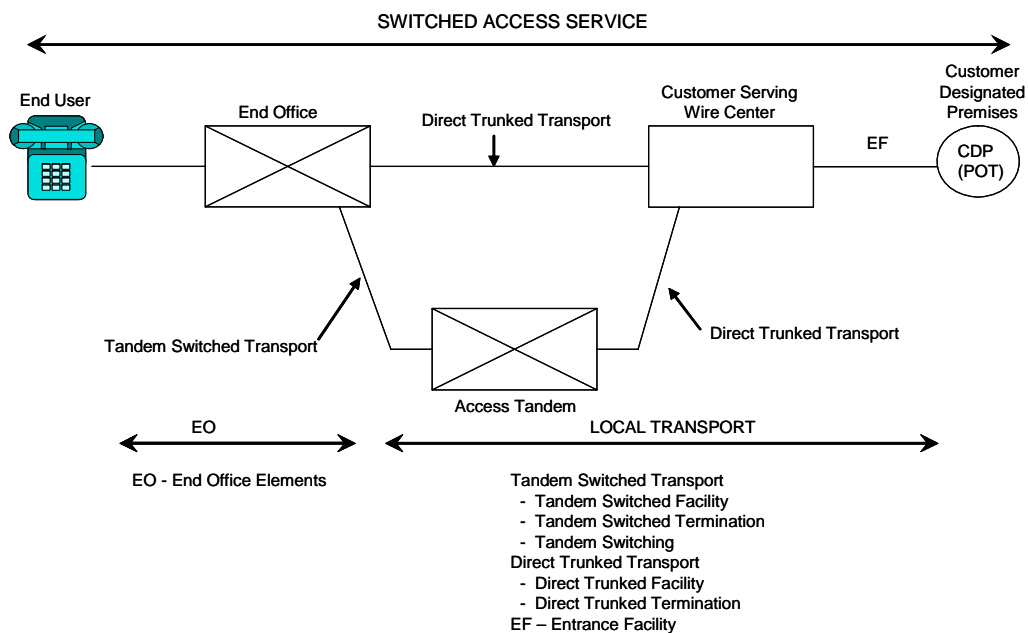 SWITCHED ACCESS SERVICE
End User
End Office
Direct Trunked Transport
Customer Serving
Wire Center
EF
Customer
Designated
Premises
CDP
(POT)
Tandem Switched Transport
Access Tandem
Direct Trunked Transport
EO
LOCAL TRANSPORT
EO - End Office Elements
Tandem Switched Transport
- Tandem Switched Facility
- Tandem Switched Termination
- Tandem Switching
Direct Trunked Transport
- Direct Trunked Facility
- Direct Trunked Termination
EF – Entrance Facility